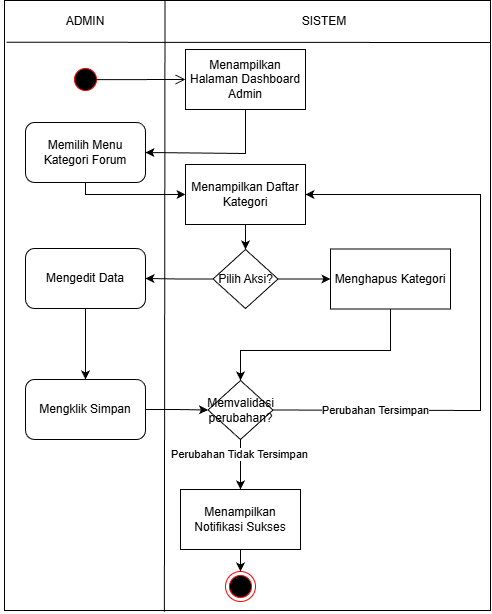 ADMIN
SISTEM
Menampilkan
Halaman Dashboard
Admin
Memilih Menu
Kategori Forum
Menampilkan Daftar
Kategori
Mengedit Data
Pilih Aksi?
Menghapus Kategori
Mengklik Simpan
Memvalidasi
perubahan?
Perubahan Tersimpan
Perubahan Tidak Tersimpan
Menampilkan
Notifikasi Sukses